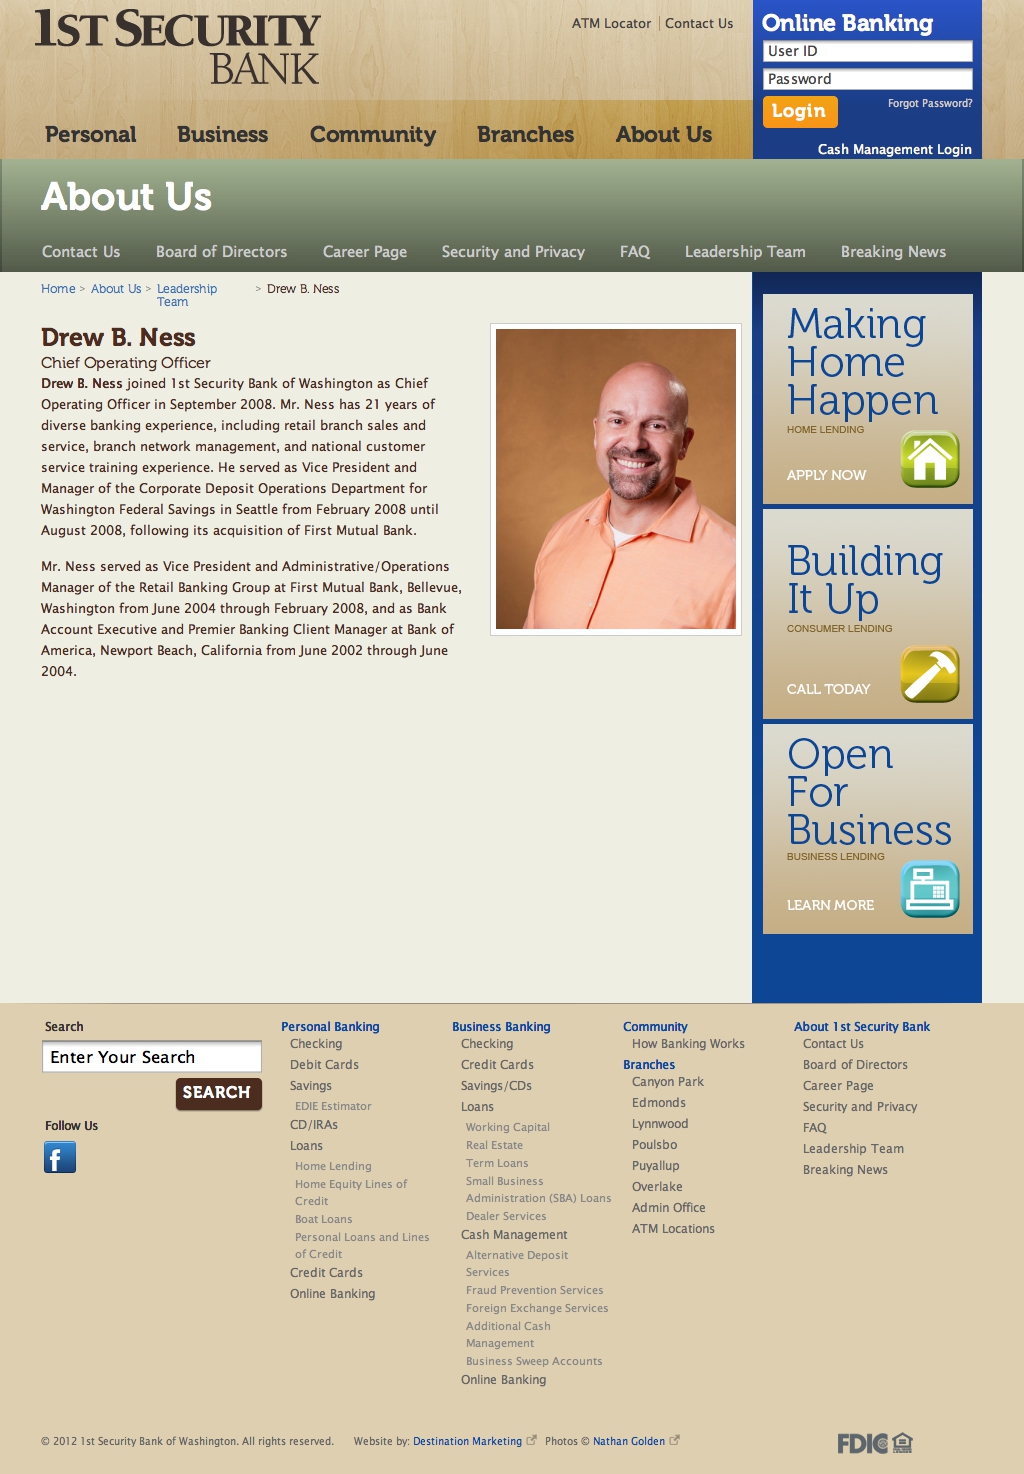 1ST SECURITY
BANK
ATM Locator
Contact Us
Online Banking
User ID
Password
Login
Forgot Password?
Cash Management Login
Personal
Business
Community
Branches
About Us
About Us
Contact Us
Board of Directors
Career Page
Security and Privacy
FAQ
Leadership Team
Breaking News
Home > About Us > Leadership > Drew B. Ness
Team
Drew B. Ness
Chief Operating Officer
Drew B. Ness joined 1st Security Bank of Washington as Chief
Operating Officer in September 2008. Mr. Ness has 21 years of
diverse banking experience, including retail branch sales and
service, branch network management, and national customer
service training experience. He served as Vice President and
Manager of the Corporate Deposit Operations Department for
Washington Federal Savings in Seattle from February 2008 until
August 2008, following its acquisition of First Mutual Bank.
Mr. Ness served as Vice President and Administrative/Operations
Manager of the Retail Banking Group at First Mutual Bank, Bellevue,
Washington from June 2004 through February 2008, and as Bank
Account Executive and Premier Banking Client Manager at Bank of
America, Newport Beach, California from June 2002 through June
2004.
Making
Home
Happen
HOME LENDING
APPLY NOW
Building
It Up
CONSUMER LENDING
CALL TODAY
Open
For
Business
BUSINESS LENDING
LEARN MORE
Search
Enter Your Search
SEARCH
Follow Us
f
Personal Banking
Checking
Debit Cards
Savings
EDIE Estimator
CD/IRAs
Loans
Home Lending
Home Equity Lines of
Credit
Boat Loans
Personal Loans and Lines
of Credit
Credit Cards
Online Banking
Business Banking
Checking
Credit Cards
Savings/CDs
Loans
Working Capital
Real Estate
Term Loans
Small Business
Administration (SBA) Loans
Dealer Services
Cash Management
Alternative Deposit
Services
Fraud Prevention Services
Foreign Exchange Services
Additional Cash
Management
Business Sweep Accounts
Online Banking
Community
How Banking Works
Branches
Canyon Park
Edmonds
Lynnwood
Poulsbo
Puyallup
Overlake
Admin Office
ATM Locations
About 1st Security Bank
Contact Us
Board of Directors
Career Page
Security and Privacy
FAQ
Leadership Team
Breaking News
© 2012 1st Security Bank of Washington. All rights reserved.
Website by: Destination Marketing
Photos © Nathan Golden
FDIC